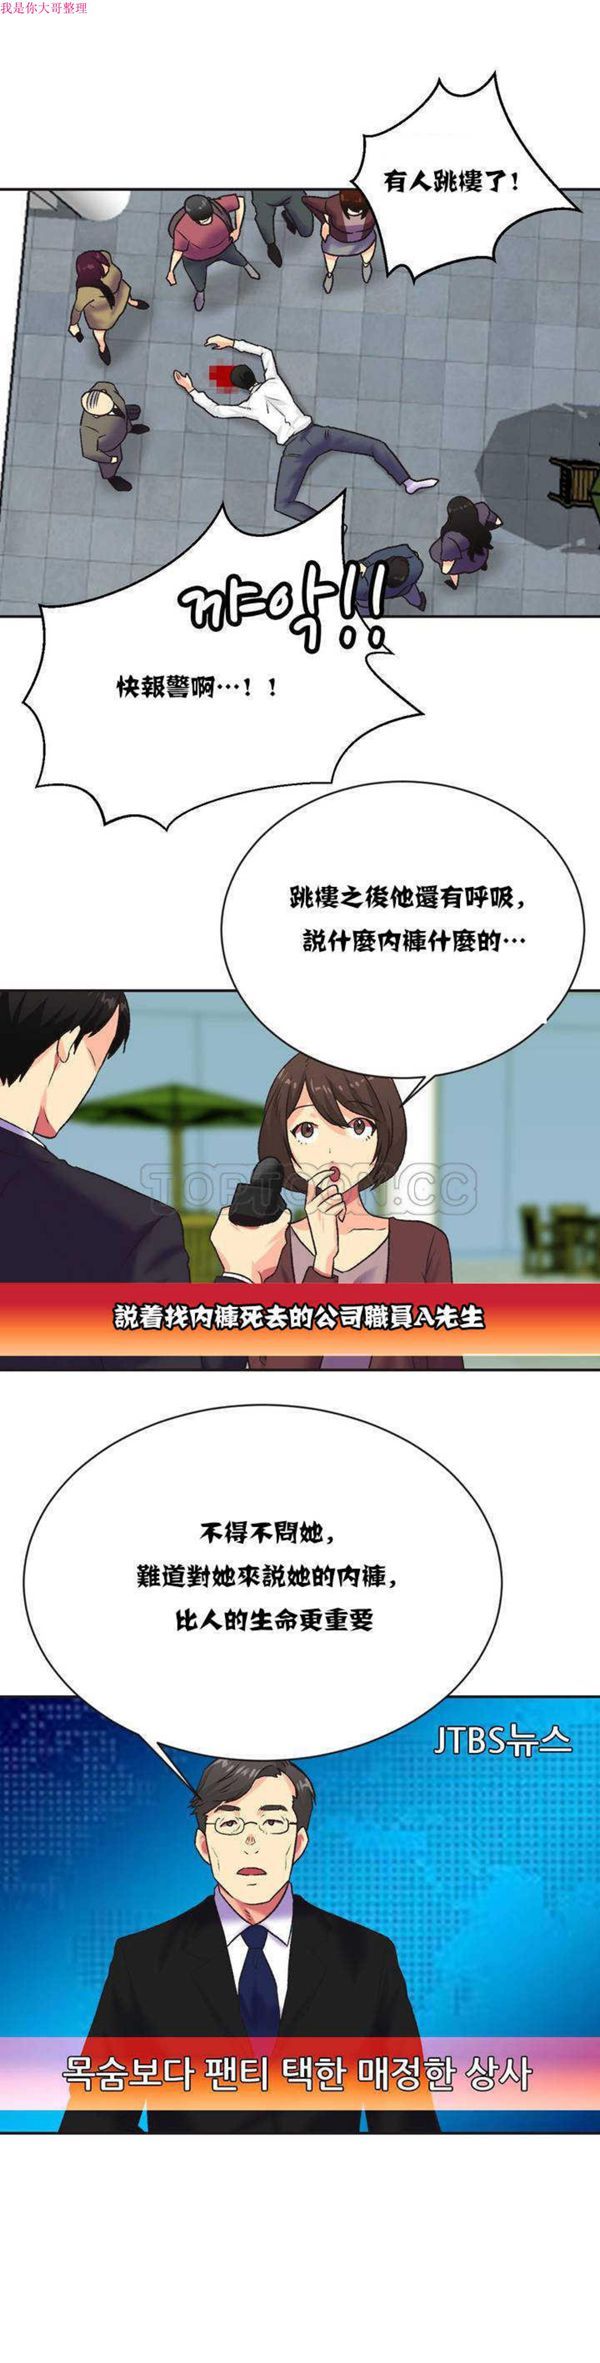 我是你大哥整理
有人跳樓了!
꺄악!!
快報警啊…!!
跳樓之後他還有呼吸,
說什麼內褲什麼的…
TOPTOON.CC
說着找內褲死去的公司職員A先生
不得不問她,
難道對她來說她的內褲,
比人的生命更重要
JTBS뉴스
목숨보다 팬티 택한 매정한 상사